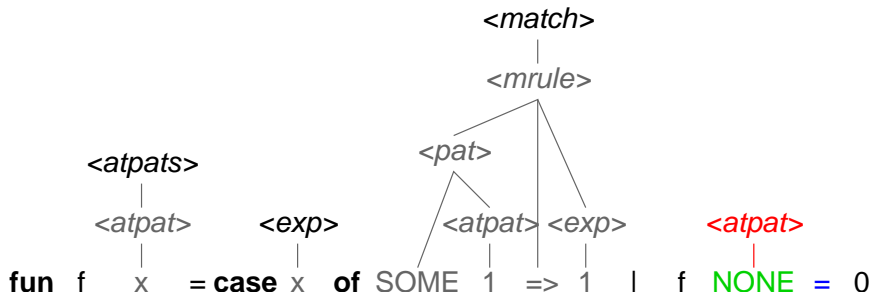 <match>
<mrule>
<pat>
<atpats>
<atpat> <exp> <atpat> <exp> <atpat>
fun f x = case x of SOME 1 => 1 | f NONE = 0